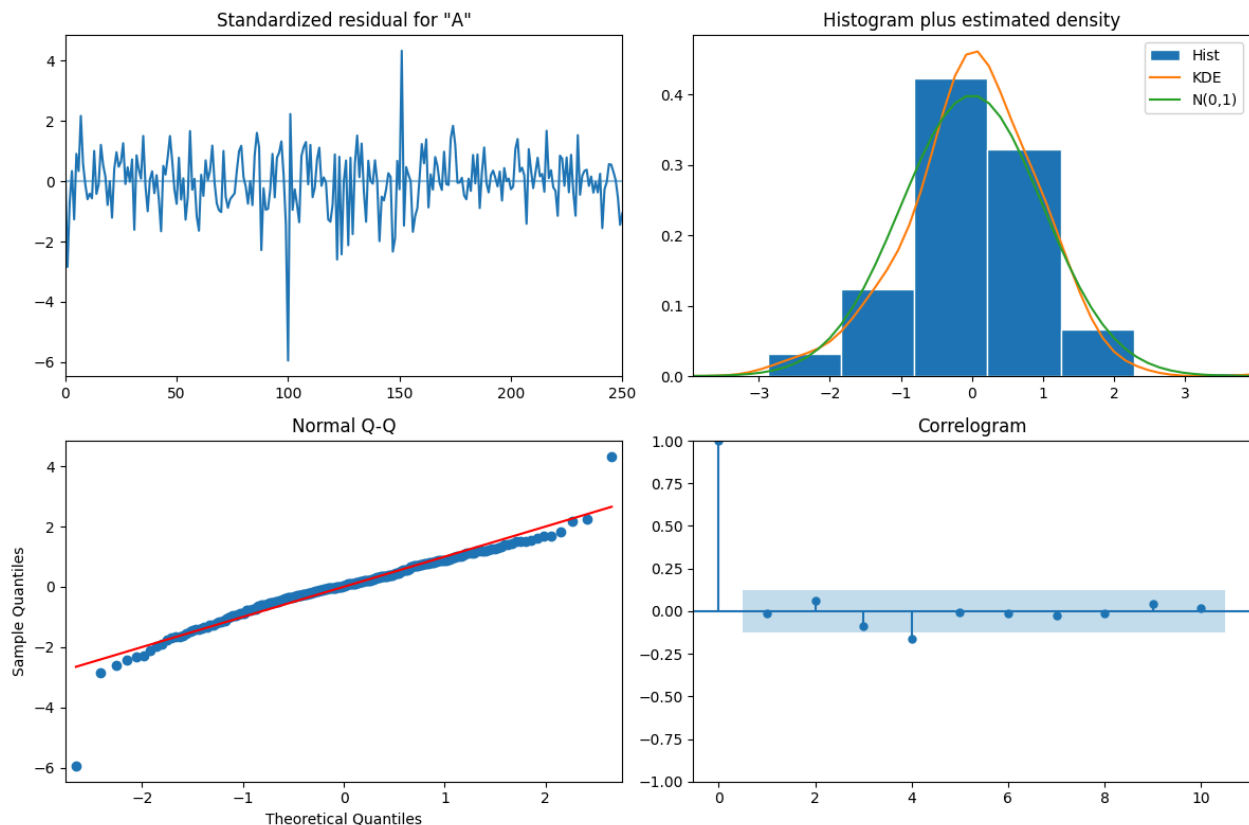 Standardized residual for "A"
4
2
0
−2
−4
−6
0 50 100 150 200 250
Histogram plus estimated density
Hist
KDE
N(0,1)
0.4
0.3
0.2
0.1
0.0
−3 −2 −1 0 1 2 3
Normal Q-Q
Sample Quantiles
4
2
0
−2
−4
−6
−2 −1 0 1 2
Theoretical Quantiles
Correlogram
1.00
0.75
0.50
0.25
0.00
−0.25
−0.50
−0.75
−1.00
0 2 4 6 8 10